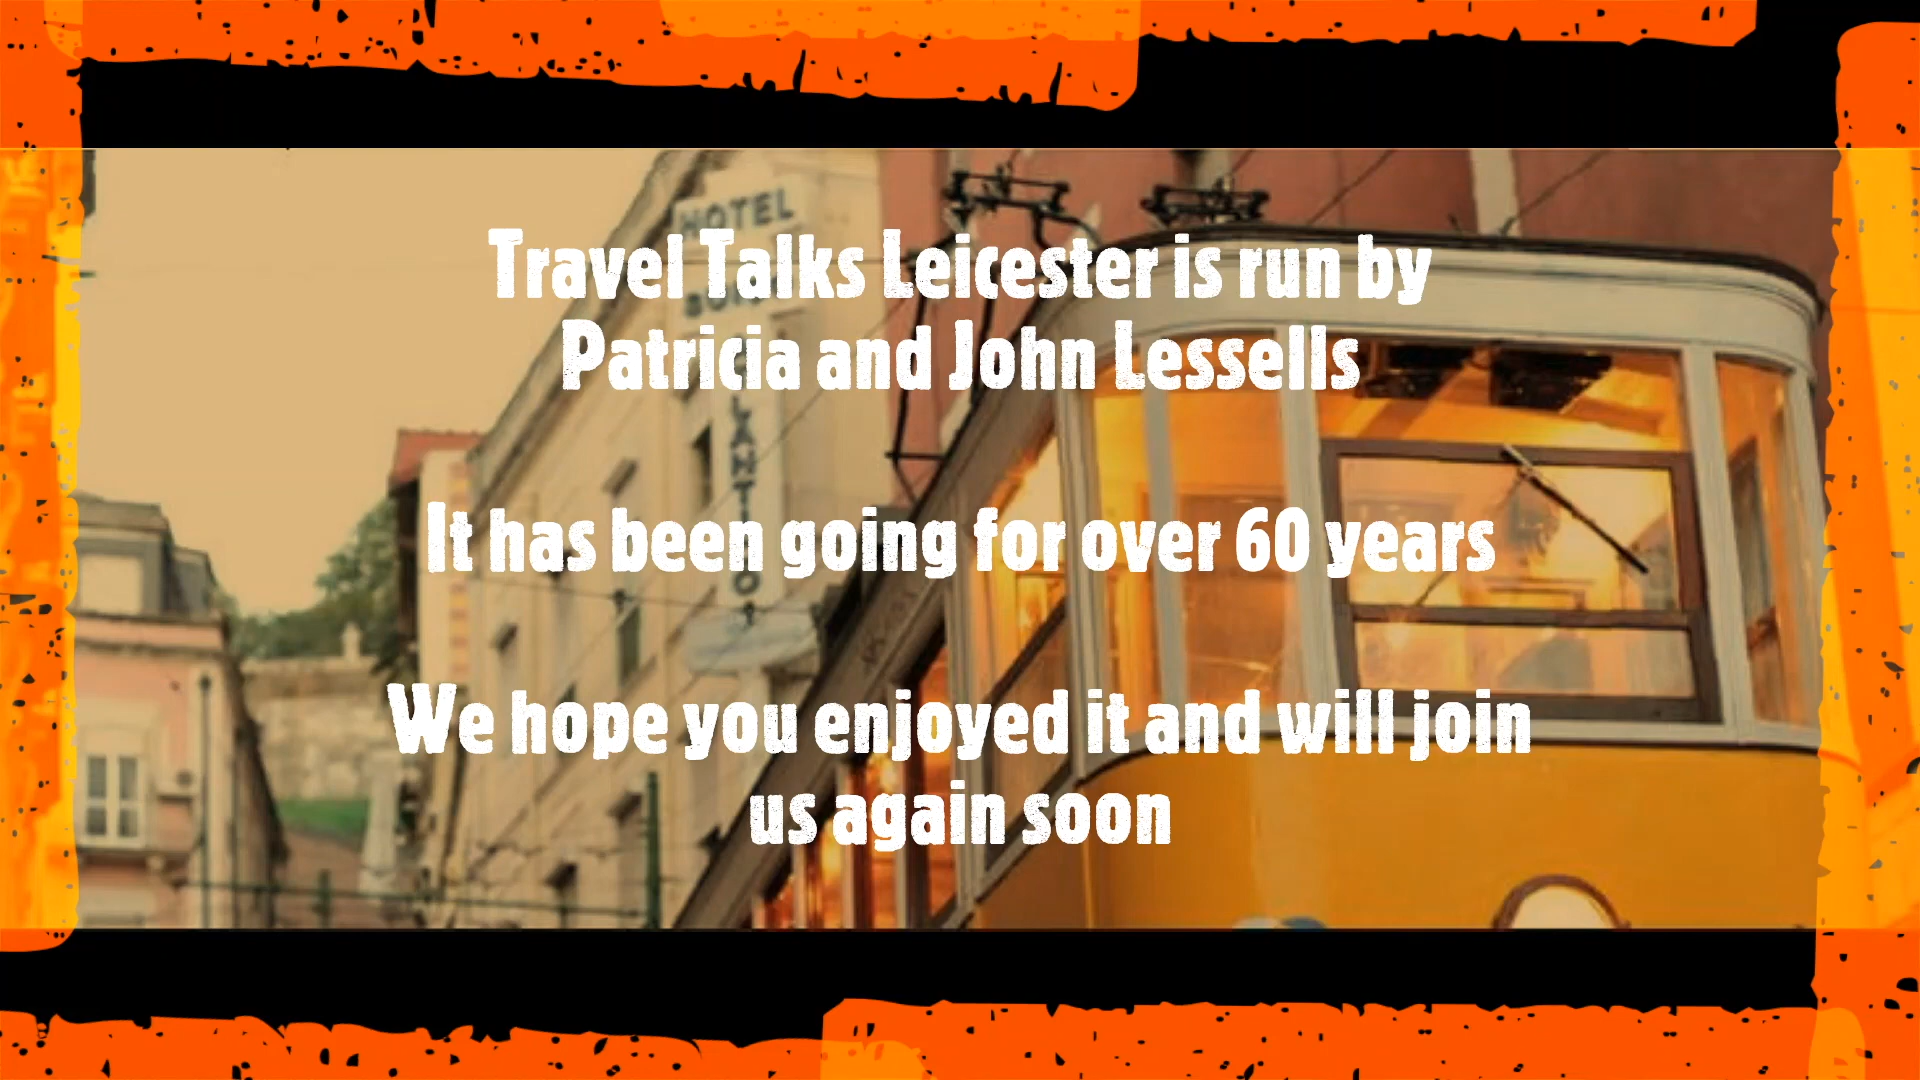 HOTEL
Travel Talks Leicester is run by
Patricia and John Lessells
It has been going for over 60 years
We hope you enjoyed it and will join
us again soon